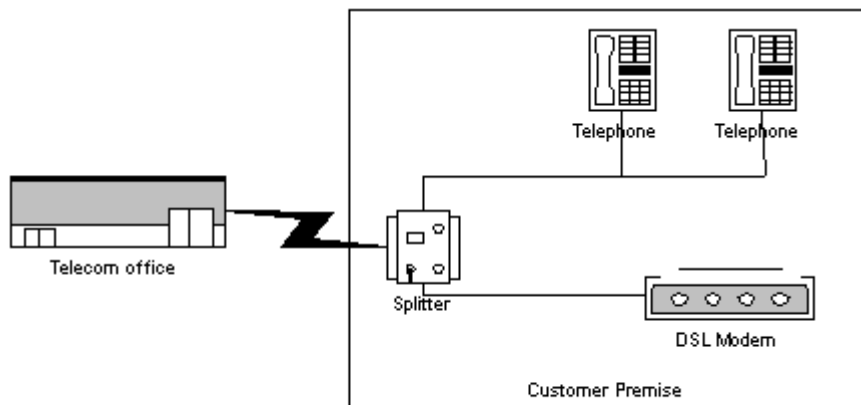 Telephone
Telephone
Telecom office
Splitter
DSL Modem
Customer Premise